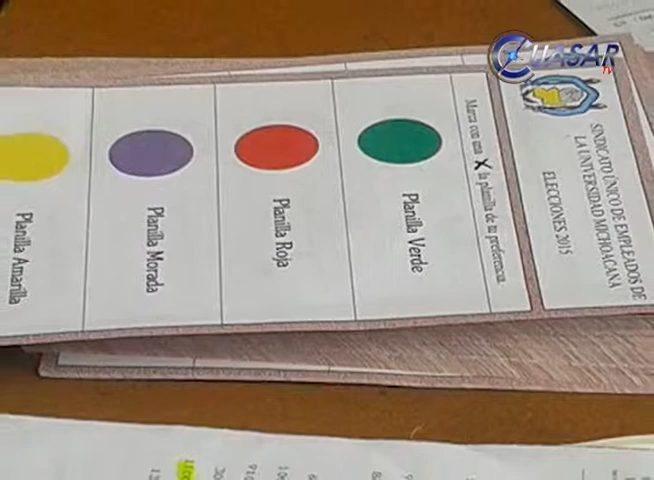 CUASAR
TV
SINDICATO ÚNICO DE EMPLEADOS DE
LA UNIVERSIDAD MICHOACANA
ELECCIONES 2015
Marca con una X la planilla de tu preferencia.
Planilla Verde
Planilla Roja
Planilla Morada
Planilla Amarilla